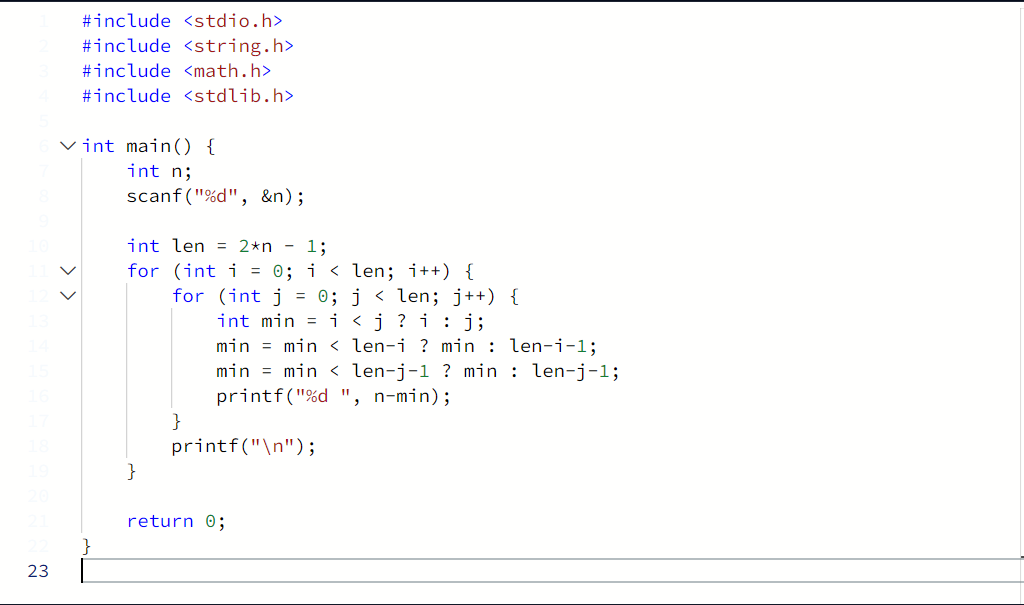 1 #include <stdio.h>
2 #include <string.h>
3 #include <math.h>
4 #include <stdlib.h>
5
6 int main() {
7     int n;
8     scanf("%d", &n);
9
10     int len = 2*n - 1;
11     for (int i = 0; i < len; i++) {
12         for (int j = 0; j < len; j++) {
13             int min = i < j ? i : j;
14             min = min < len-i ? min : len-i-1;
15             min = min < len-j-1 ? min : len-j-1;
16             printf("%d ", n-min);
17         }
18         printf("\n");
19     }
20
21     return 0;
22 }
23